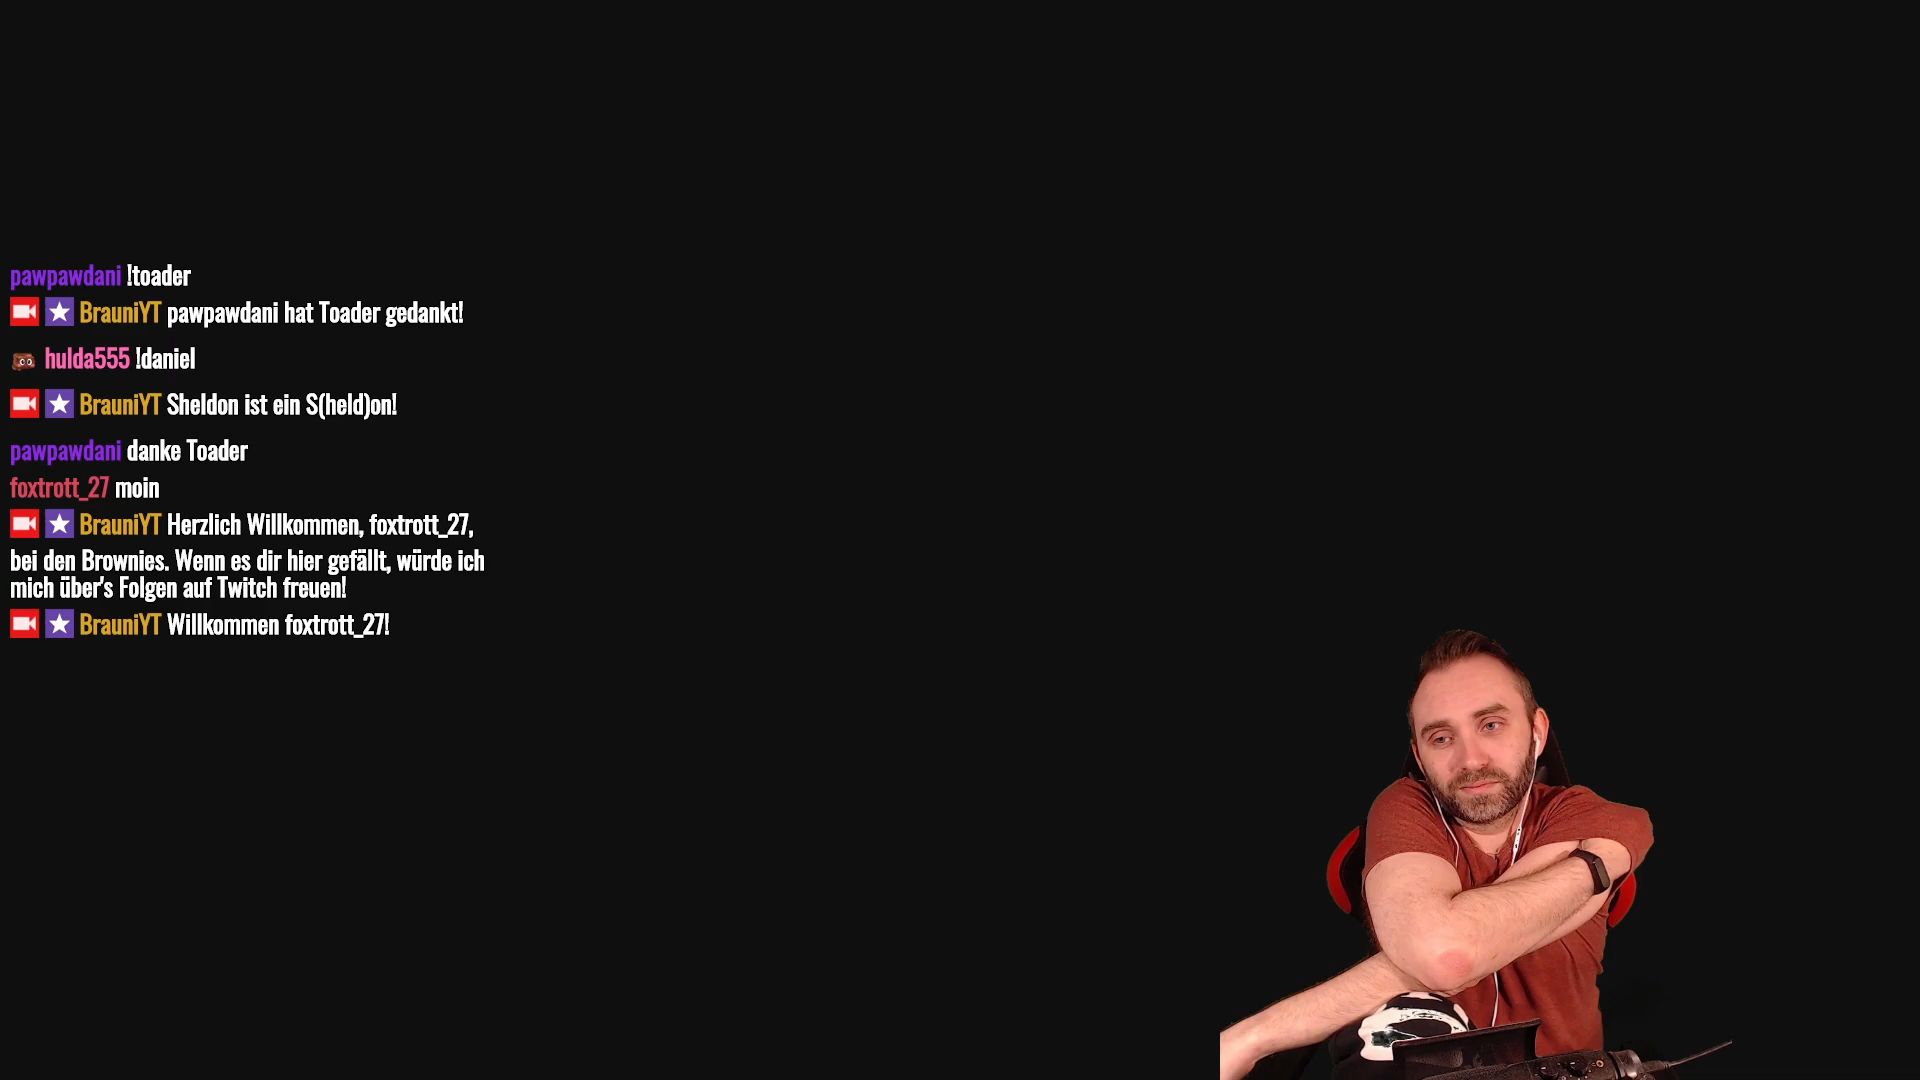 pawpawdani !toader
BrauniYT pawpawdani hat Toader gedankt!
hulda555 !daniel
BrauniYT Sheldon ist ein S(held)on!
pawpawdani danke Toader
foxtrott_27 moin
BrauniYT Herzlich Willkommen, foxtrott_27,
bei den Brownies. Wenn es dir hier gefällt, würde ich
mich über's Folgen auf Twitch freuen!
BrauniYT Willkommen foxtrott_27!